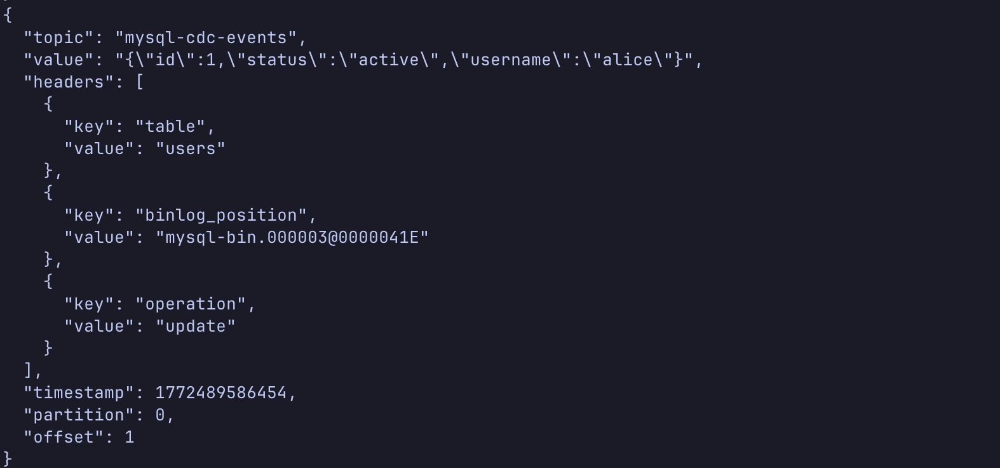 {
  "topic": "mysql-cdc-events",
  "value": "{\"id\":1,\"status\":\"active\",\"username\":\"alice\"}",
  "headers": [
    {
      "key": "table",
      "value": "users"
    },
    {
      "key": "binlog_position",
      "value": "mysql-bin.000003@0000041E"
    },
    {
      "key": "operation",
      "value": "update"
    }
  ],
  "timestamp": 1772489586454,
  "partition": 0,
  "offset": 1
}